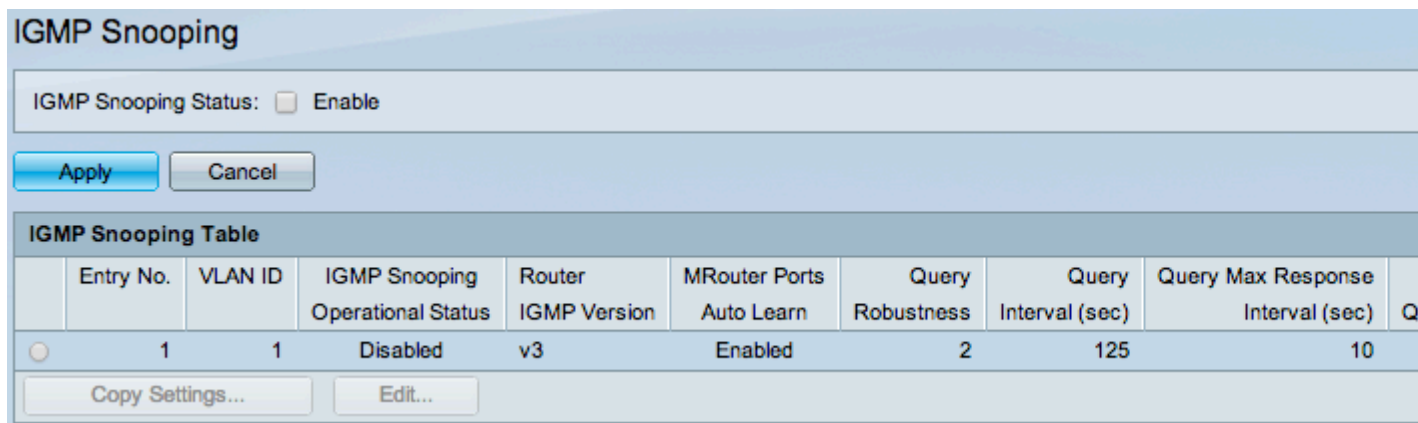 IGMP Snooping
IGMP Snooping Status: Enable
Apply Cancel
IGMP Snooping Table
Entry No. VLAN ID IGMP Snooping Router MRouter Ports Query Query Query Max Response
Operational Status IGMP Version Auto Learn Robustness Interval (sec) Interval (sec) Q
1 1 Disabled v3 Enabled 2 125 10
Copy Settings... Edit...